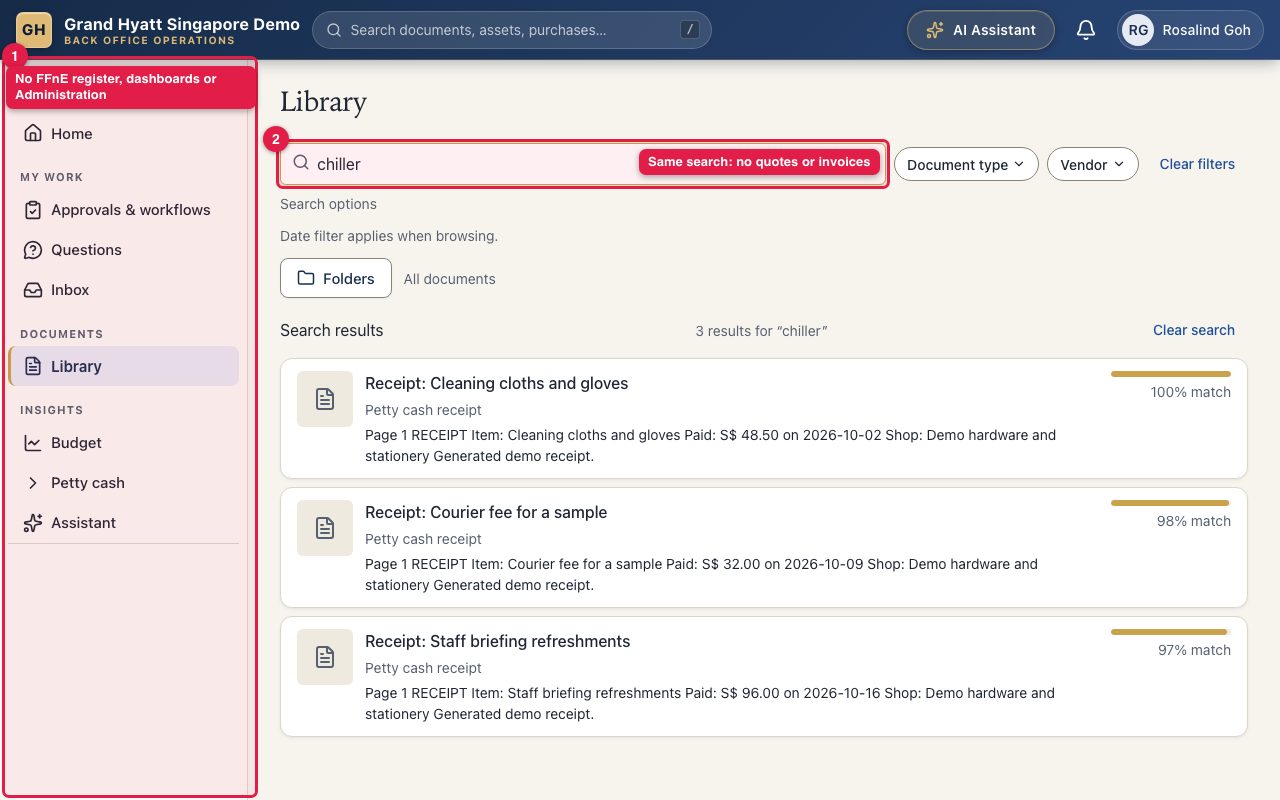 GH
Grand Hyatt Singapore Demo
BACK OFFICE OPERATIONS
Search documents, assets, purchases...
/
AI Assistant
RG
Rosalind Goh
1
No FFnE register, dashboards or
Administration
Home
MY WORK
Approvals & workflows
Questions
Inbox
DOCUMENTS
Library
INSIGHTS
Budget
Petty cash
Assistant
Library
2
chiller
Same search: no quotes or invoices
Document type
Vendor
Clear filters
Search options
Date filter applies when browsing.
Folders
All documents
Search results
3 results for “chiller”
Clear search
Receipt: Cleaning cloths and gloves
100% match
Petty cash receipt
Page 1 RECEIPT Item: Cleaning cloths and gloves Paid: S$ 48.50 on 2026-10-02 Shop: Demo hardware and
stationery Generated demo receipt.
Receipt: Courier fee for a sample
98% match
Petty cash receipt
Page 1 RECEIPT Item: Courier fee for a sample Paid: S$ 32.00 on 2026-10-09 Shop: Demo hardware and
stationery Generated demo receipt.
Receipt: Staff briefing refreshments
97% match
Petty cash receipt
Page 1 RECEIPT Item: Staff briefing refreshments Paid: S$ 96.00 on 2026-10-16 Shop: Demo hardware and
stationery Generated demo receipt.